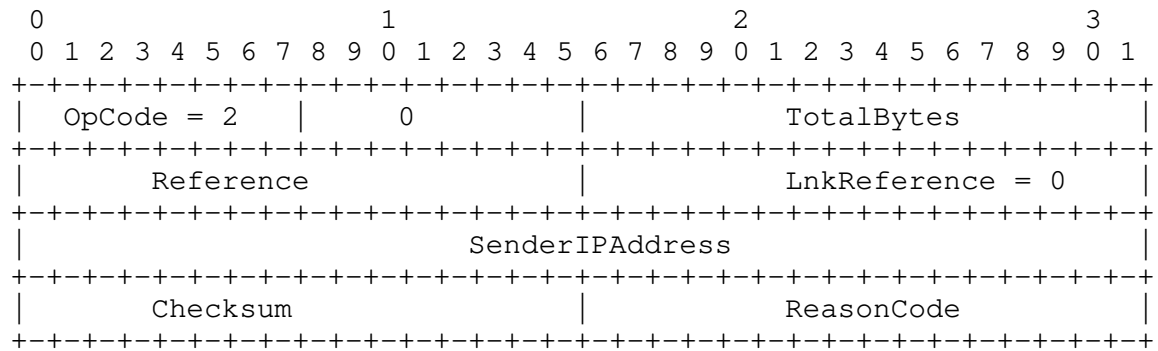 0                   1                   2                   3
 0 1 2 3 4 5 6 7 8 9 0 1 2 3 4 5 6 7 8 9 0 1 2 3 4 5 6 7 8 9 0 1
+-+-+-+-+-+-+-+-+-+-+-+-+-+-+-+-+-+-+-+-+-+-+-+-+-+-+-+-+-+-+-+-+
|  OpCode = 2   |     0         |           TotalBytes          |
+-+-+-+-+-+-+-+-+-+-+-+-+-+-+-+-+-+-+-+-+-+-+-+-+-+-+-+-+-+-+-+-+
|       Reference               |           LnkReference = 0    |
+-+-+-+-+-+-+-+-+-+-+-+-+-+-+-+-+-+-+-+-+-+-+-+-+-+-+-+-+-+-+-+-+
|                         SenderIPAddress                       |
+-+-+-+-+-+-+-+-+-+-+-+-+-+-+-+-+-+-+-+-+-+-+-+-+-+-+-+-+-+-+-+-+
|       Checksum                |           ReasonCode          |
+-+-+-+-+-+-+-+-+-+-+-+-+-+-+-+-+-+-+-+-+-+-+-+-+-+-+-+-+-+-+-+-+